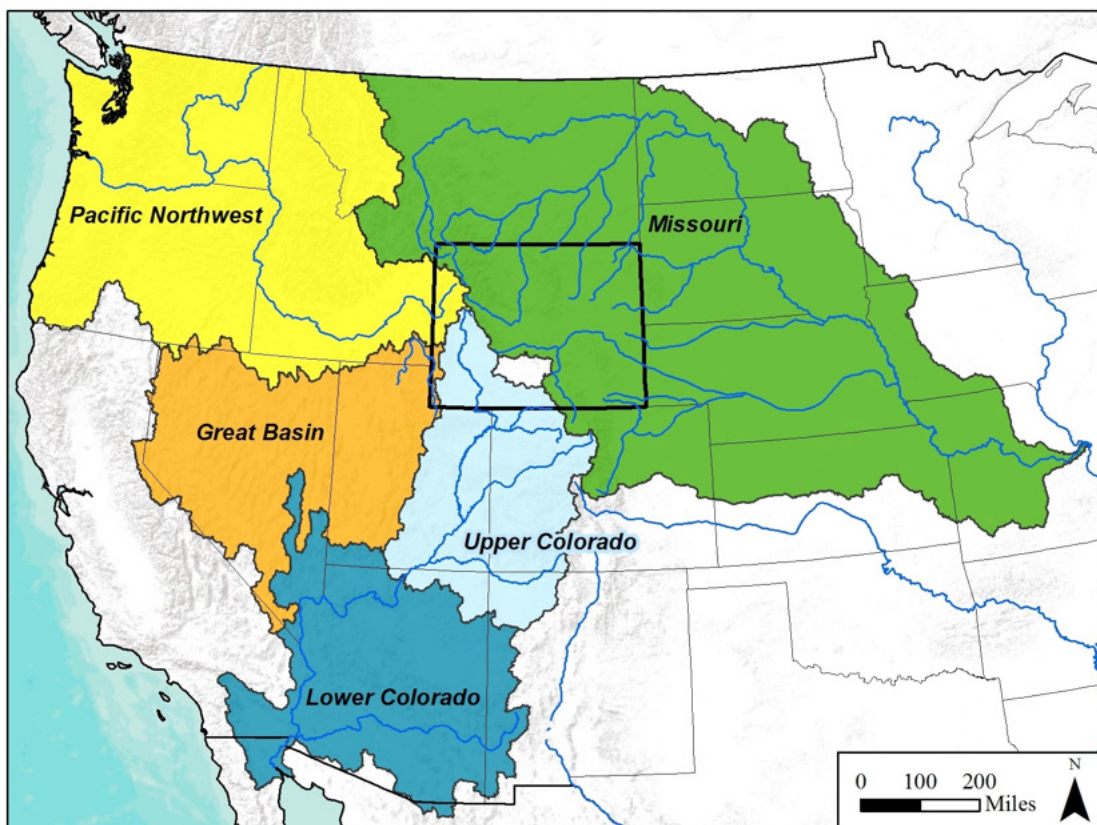 Pacific Northwest
Missouri
Great Basin
Upper Colorado
Lower Colorado
N
0 100 200
Miles